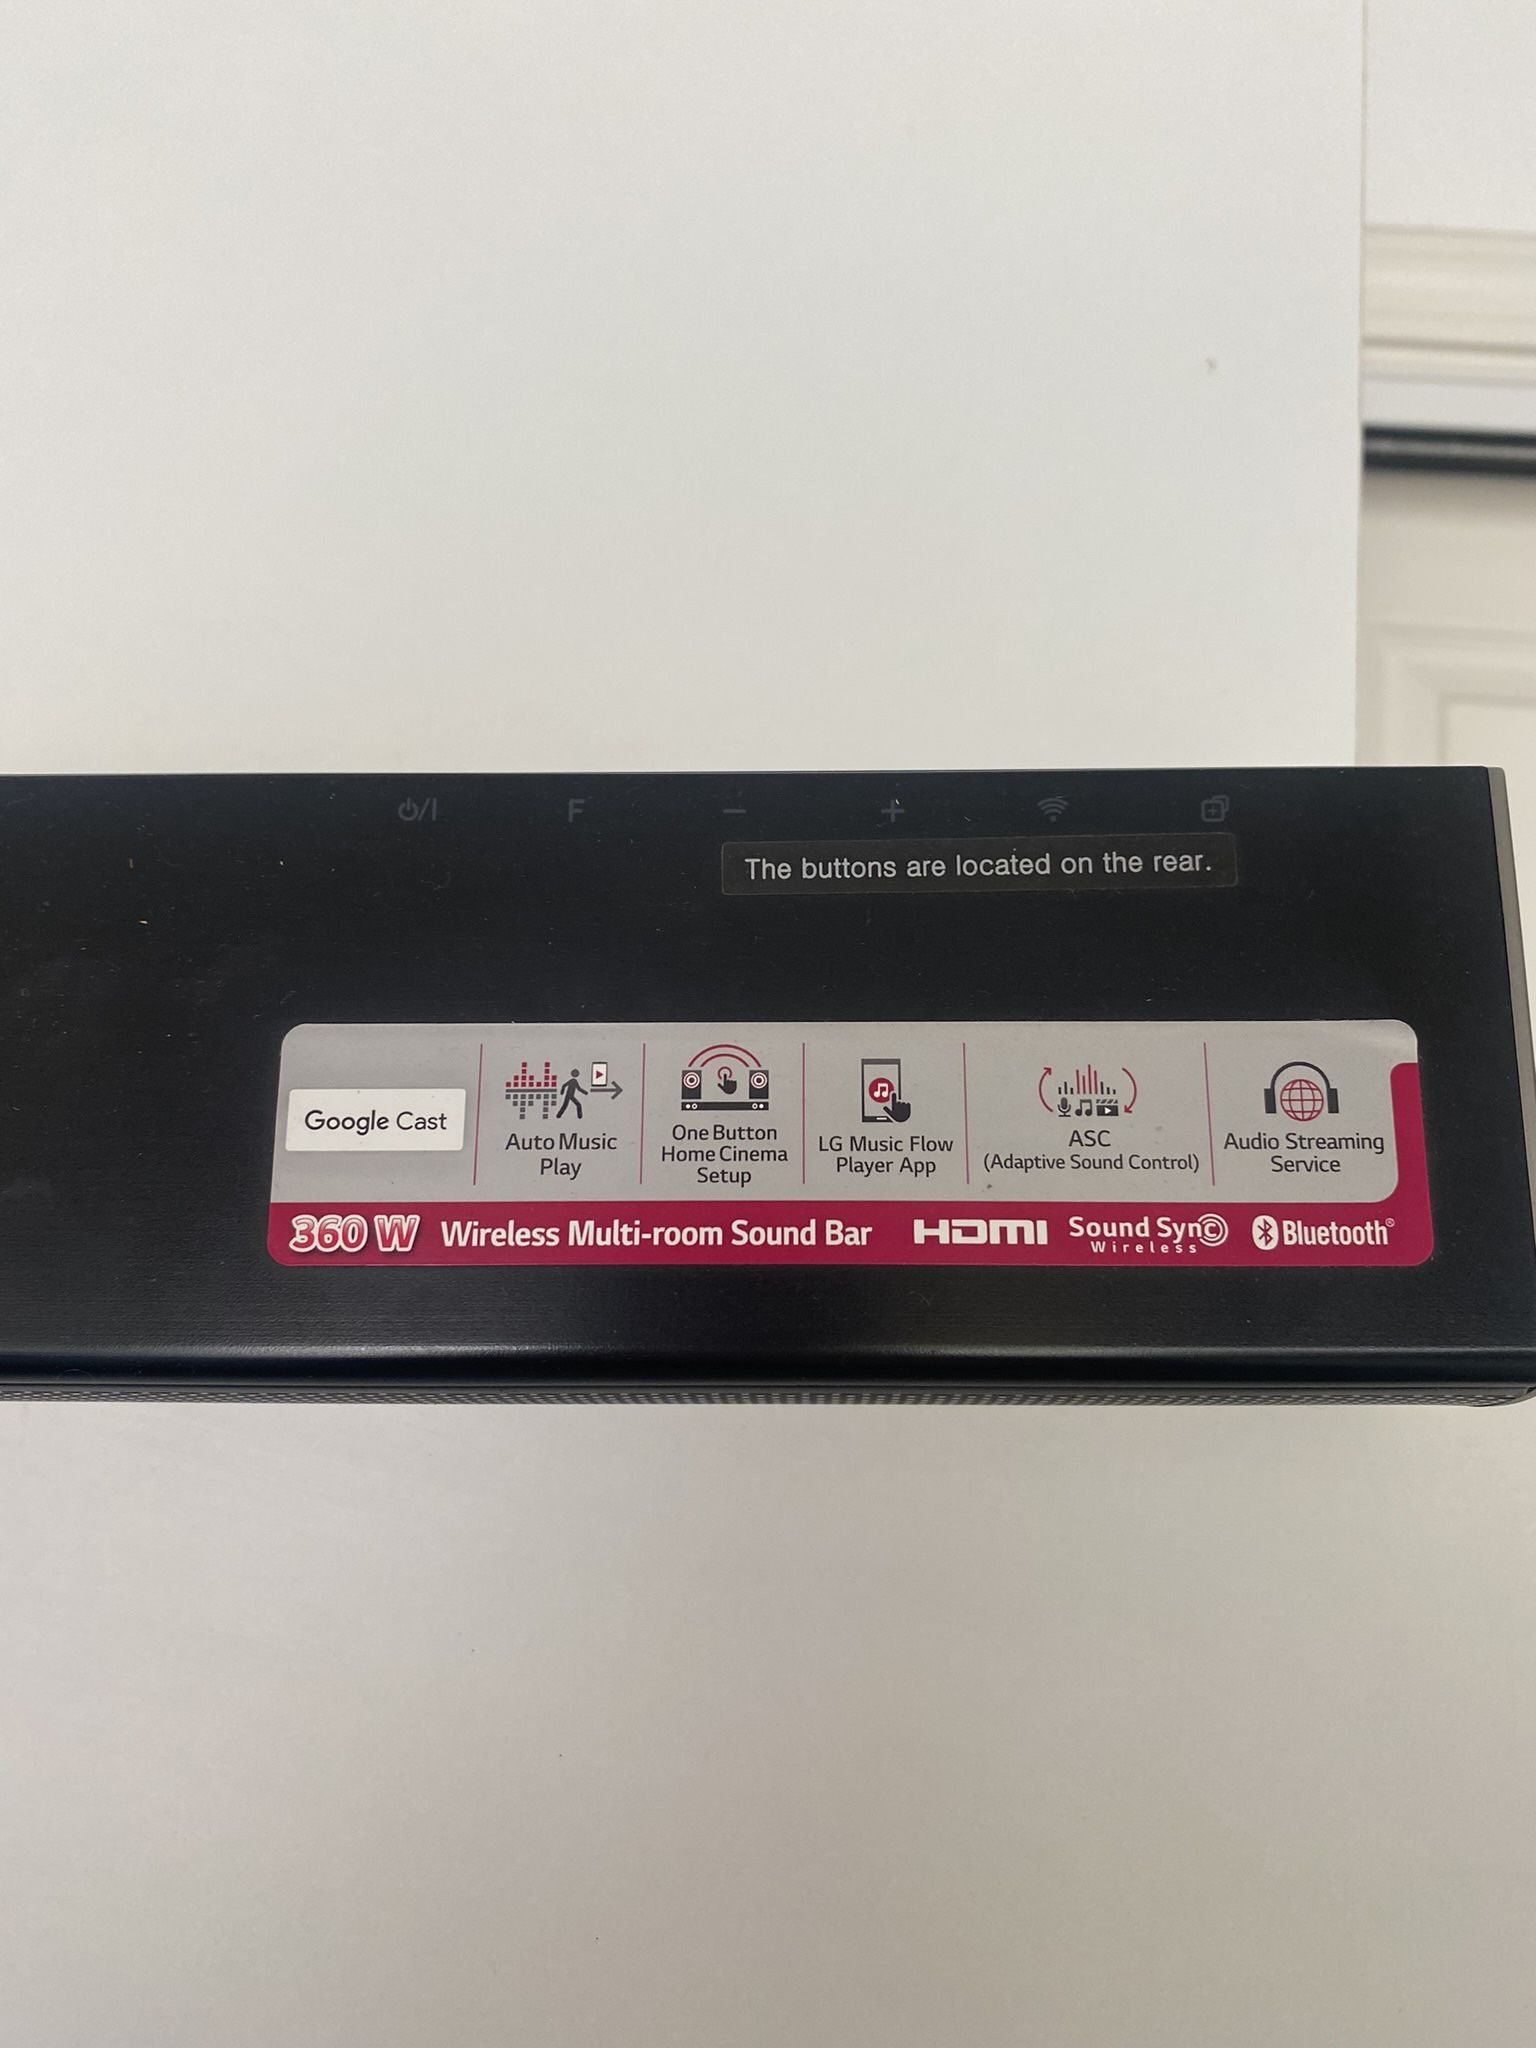 ⏻/I F − +
The buttons are located on the rear.
Google Cast
Auto Music
Play
One Button
Home Cinema
Setup
LG Music Flow
Player App
ASC
(Adaptive Sound Control)
Audio Streaming
Service
360 W Wireless Multi-room Sound Bar HDMI Sound Sync Wireless Bluetooth®